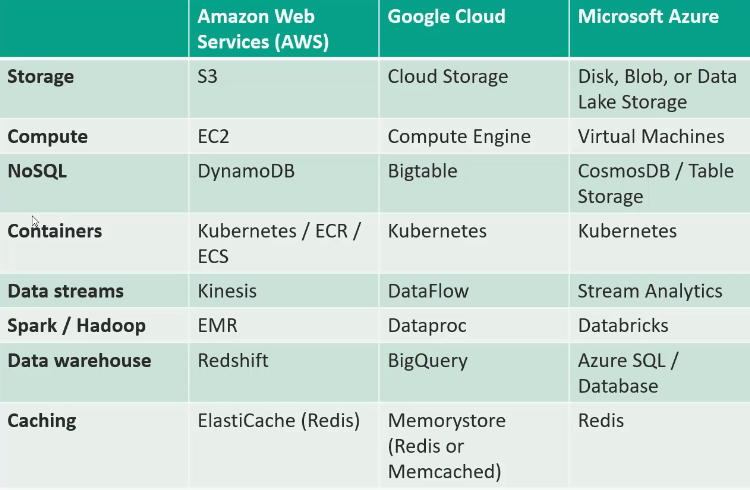 Amazon Web
Services (AWS)
Google Cloud
Microsoft Azure
Storage
S3
Cloud Storage
Disk, Blob, or Data
Lake Storage
Compute
EC2
Compute Engine
Virtual Machines
NoSQL
DynamoDB
Bigtable
CosmosDB / Table
Storage
Containers
Kubernetes / ECR /
ECS
Kubernetes
Kubernetes
Data streams
Kinesis
DataFlow
Stream Analytics
Spark / Hadoop
EMR
Dataproc
Databricks
Data warehouse
Redshift
BigQuery
Azure SQL /
Database
Caching
ElastiCache (Redis)
Memorystore
(Redis or
Memcached)
Redis